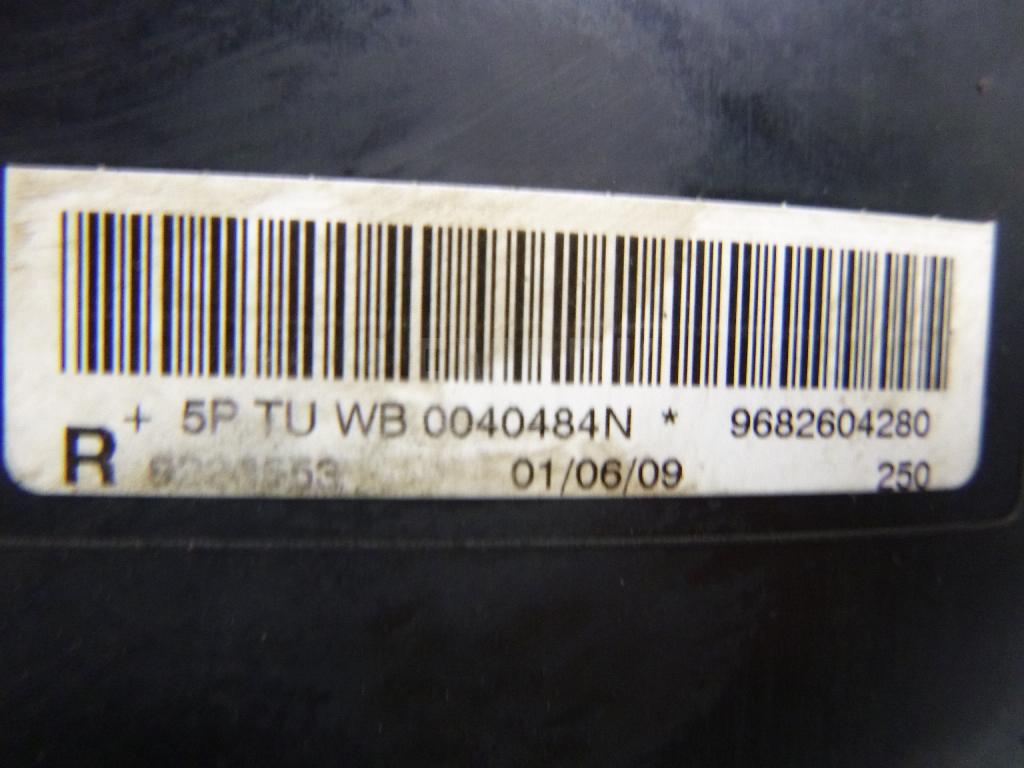 + 5P TU WB 0040484N * 9682604280
R 01/06/09 250